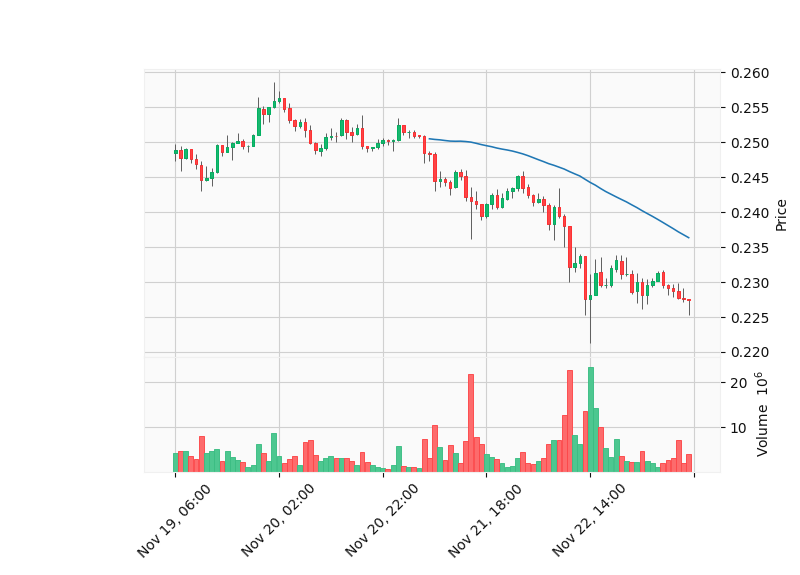 0.260
0.255
0.250
0.245
0.240
0.235
0.230
0.225
0.220
Price
20
10
Volume 10^6
Nov 19, 06:00
Nov 20, 02:00
Nov 20, 22:00
Nov 21, 18:00
Nov 22, 14:00